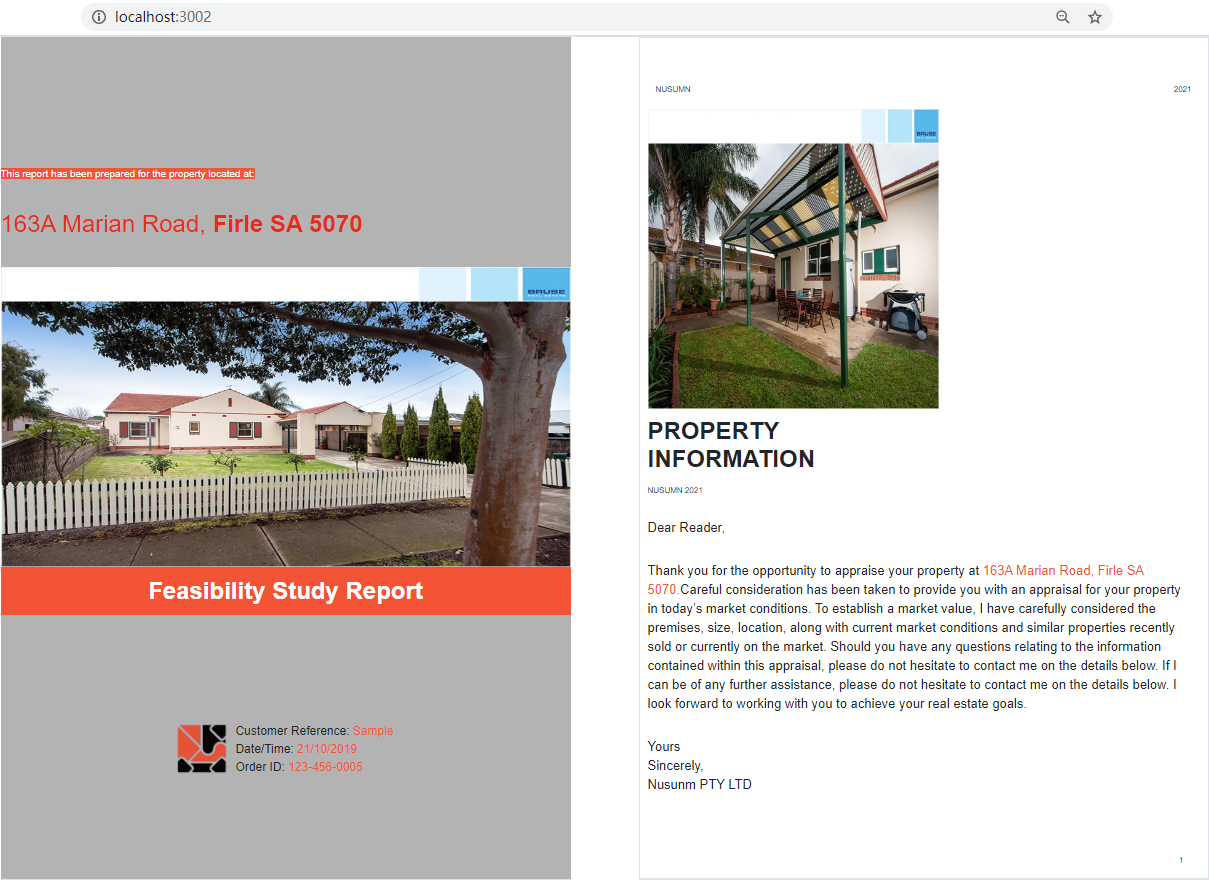 localhost:3002
This report has been prepared for the property located at:
163A Marian Road, Firle SA 5070
BRUSE
REAL ESTATE
Feasibility Study Report
Customer Reference: Sample
Date/Time: 21/10/2019
Order ID: 123-456-0005
NUSUMN 2021
BRUSE
PROPERTY
INFORMATION
NUSUMN 2021
Dear Reader,
Thank you for the opportunity to appraise your property at 163A Marian Road, Firle SA
5070.Careful consideration has been taken to provide you with an appraisal for your property
in today's market conditions. To establish a market value, I have carefully considered the
premises, size, location, along with current market conditions and similar properties recently
sold or currently on the market. Should you have any questions relating to the information
contained within this appraisal, please do not hesitate to contact me on the details below. If I
can be of any further assistance, please do not hesitate to contact me on the details below. I
look forward to working with you to achieve your real estate goals.
Yours
Sincerely,
Nusunm PTY LTD
1